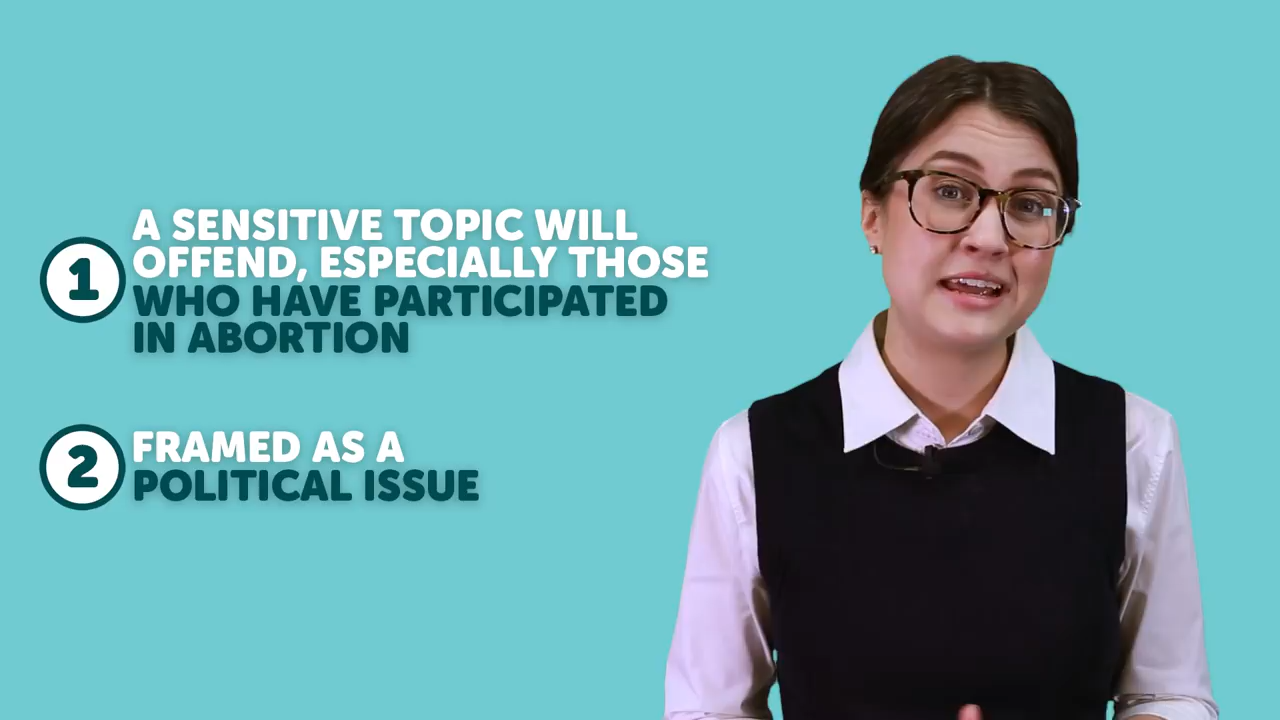 1
A SENSITIVE TOPIC WILL
OFFEND, ESPECIALLY THOSE
WHO HAVE PARTICIPATED
IN ABORTION
2
FRAMED AS A
POLITICAL ISSUE